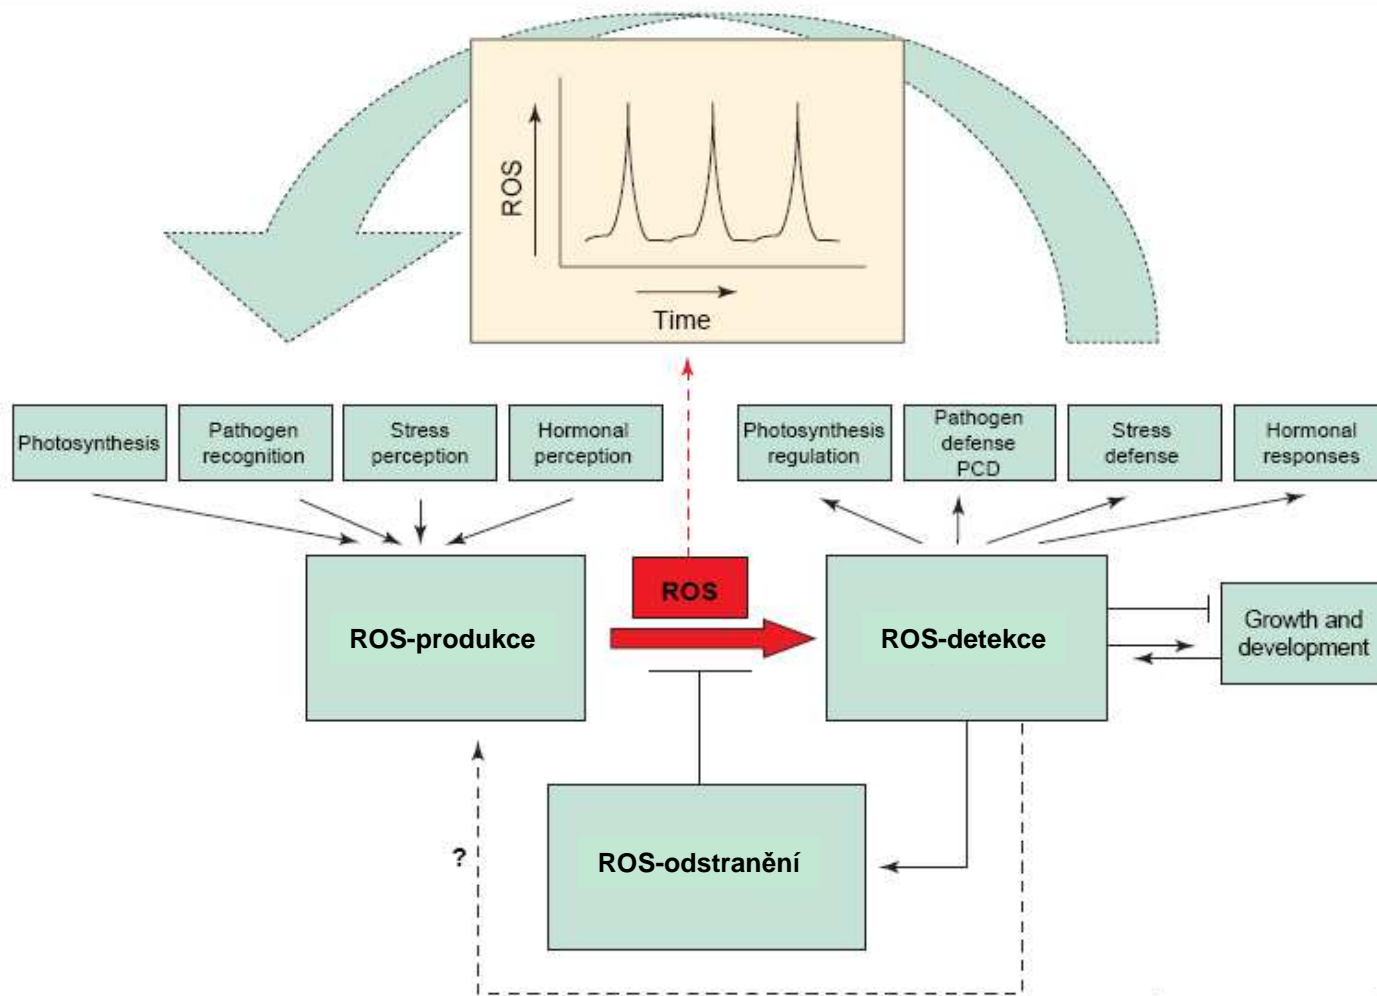 ROS
Time
Photosynthesis
Pathogen
recognition
Stress
perception
Hormonal
perception
Photosynthesis
regulation
Pathogen
defense
PCD
Stress
defense
Hormonal
responses
ROS
ROS-produkce
ROS-detekce
Growth and
development
?
ROS-odstranění